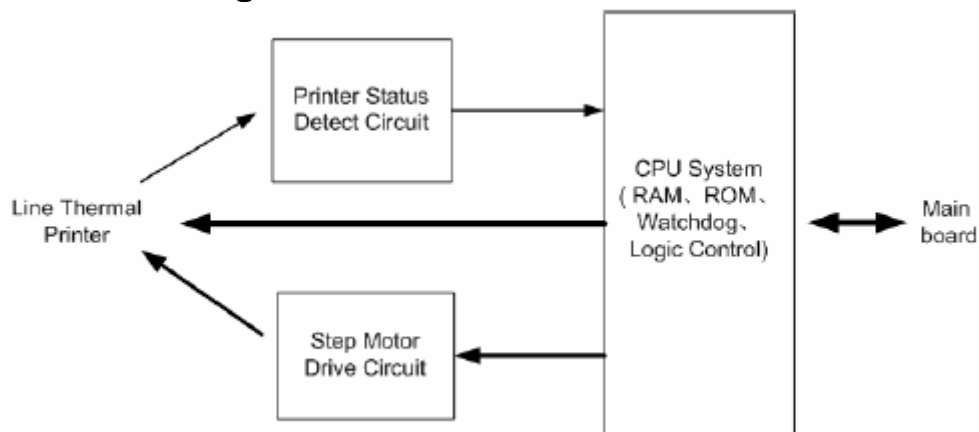 Printer Status
Detect Circuit
Line Thermal
Printer
CPU System
( RAM、ROM、
Watchdog、
Logic Control)
Main
board
Step Motor
Drive Circuit